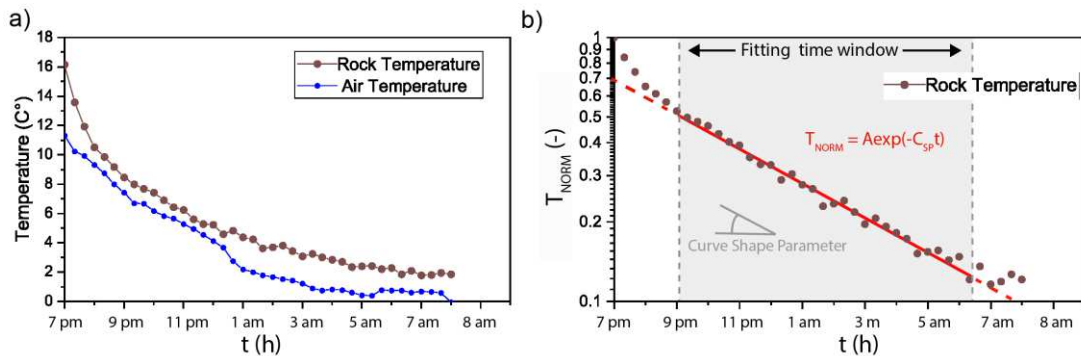 a)
Temperature (C°)
18
16
14
12
10
8
6
4
2
0
Rock Temperature
Air Temperature
7 pm 9 pm 11 pm 1 am 3 am 5 am 7 am 8 am
t (h)
b)
T_NORM (-)
1
0.9
0.8
0.7
0.6
0.5
0.4
0.3
0.2
0.1
Fitting time window
Rock Temperature
T_NORM = Aexp(-C_SP t)
Curve Shape Parameter
7 pm 9 pm 11 pm 1 am 3 m 5 am 7 am 8 am
t (h)